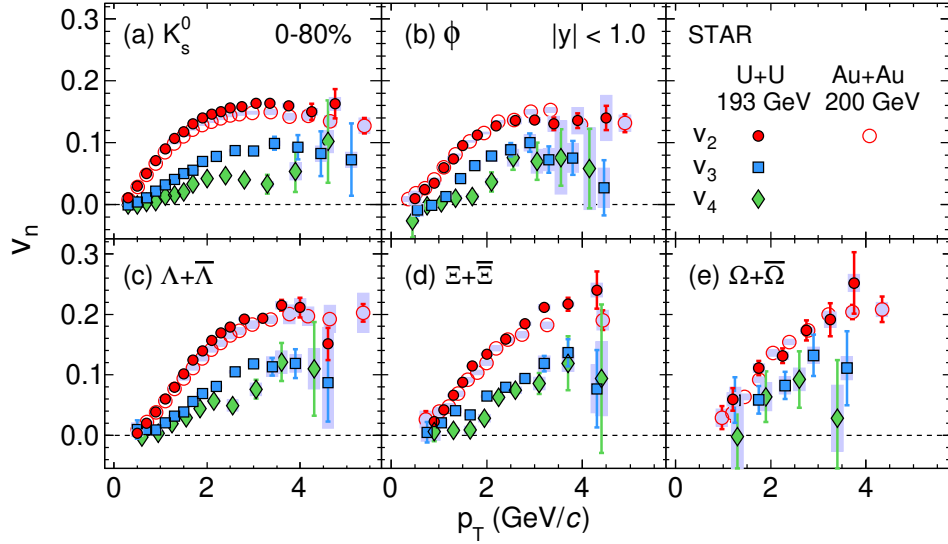 (a) K⁰ₛ 0-80%
(b) ϕ |y| < 1.0
STAR
U+U Au+Au
193 GeV 200 GeV
v₂
v₃
v₄
(c) Λ+Λ̅
(d) Ξ+Ξ̅
(e) Ω+Ω̅
vₙ
0.3
0.2
0.1
0.0
0.3
0.2
0.1
0.0
0 2 4
0 2 4
0 2 4
p_T (GeV/c)